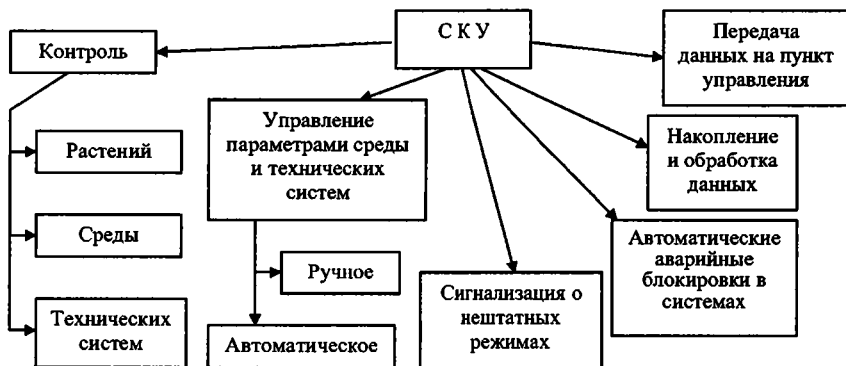 С К У
Контроль
Передача
данных на пункт
управления
Управление
параметрами среды
и технических
систем
Накопление
и обработка
данных
Растений
Среды
Ручное
Автоматические
аварийные
блокировки в
системах
Сигнализация о
нештатных
режимах
Технических
систем
Автоматическое